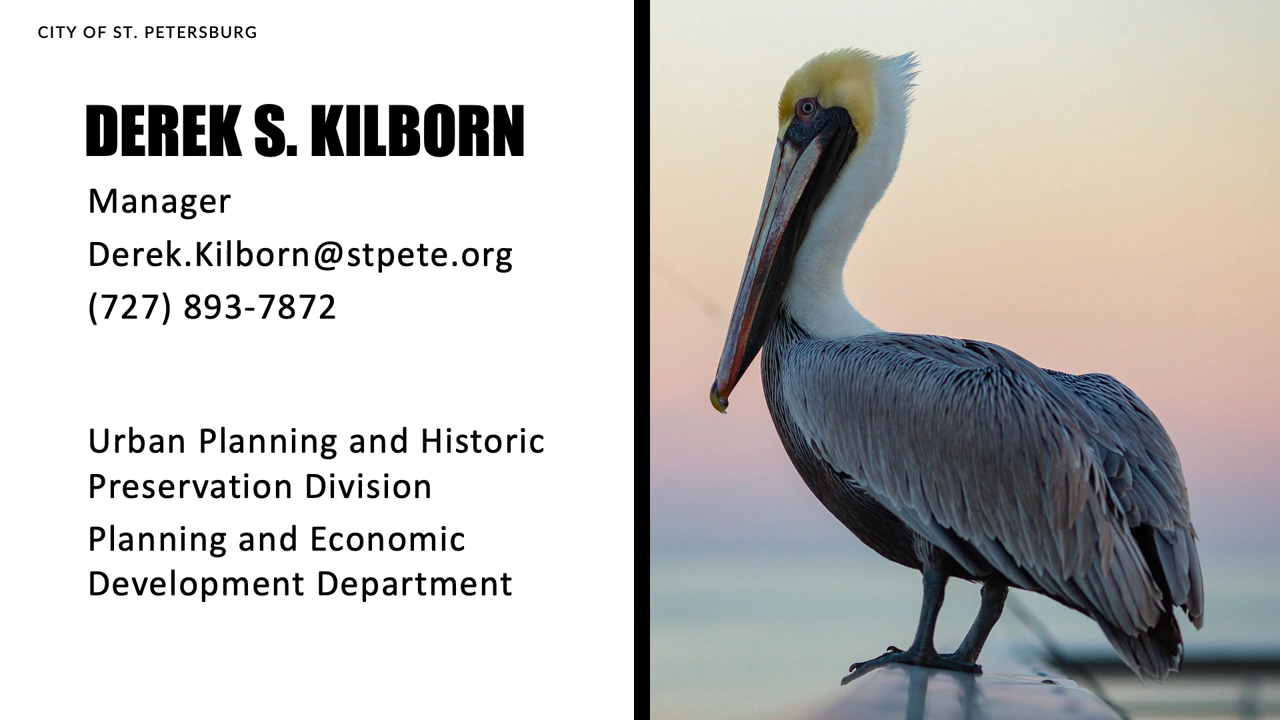 CITY OF ST. PETERSBURG
DEREK S. KILBORN
Manager
Derek.Kilborn@stpete.org
(727) 893-7872
Urban Planning and Historic
Preservation Division
Planning and Economic
Development Department